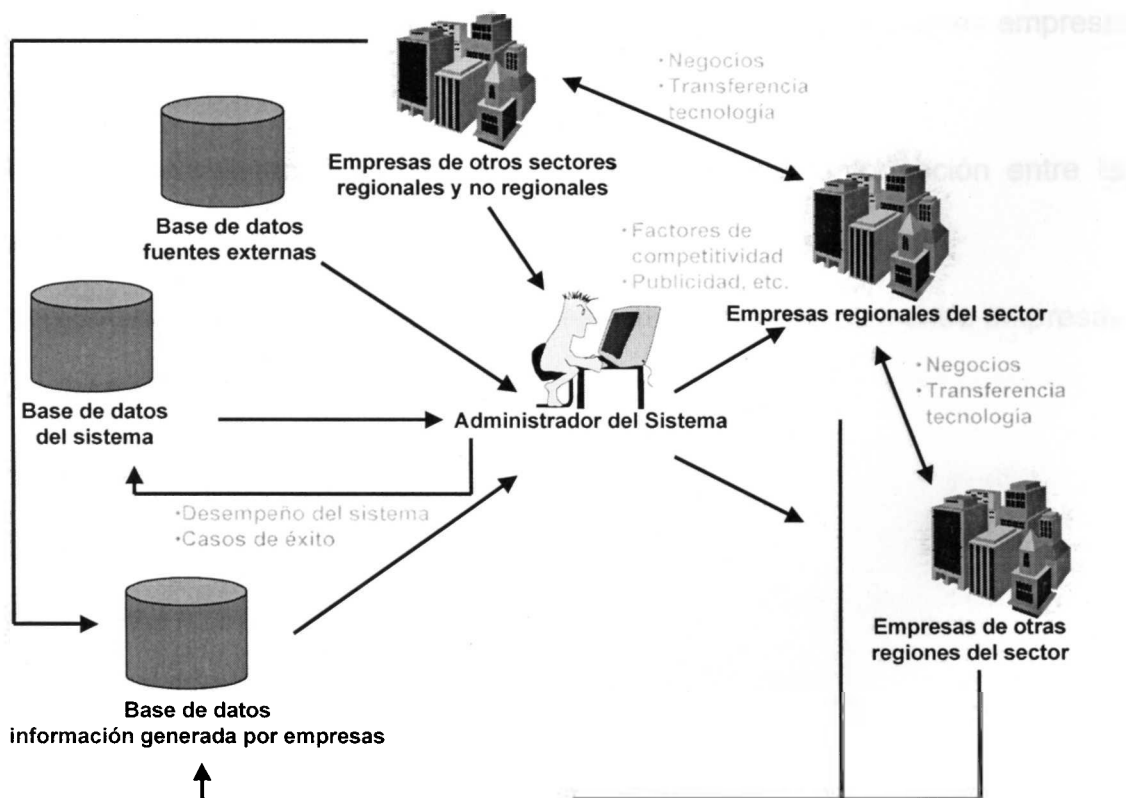 • Negocios
• Transferencia
tecnología
Empresas de otros sectores
regionales y no regionales
Base de datos
fuentes externas
• Factores de
competitividad
• Publicidad, etc.
Empresas regionales del sector
Base de datos
del sistema
Administrador del Sistema
• Negocios
• Transferencia
tecnología
•Desempeño del sistema
•Casos de éxito
Empresas de otras
regiones del sector
Base de datos
información generada por empresas